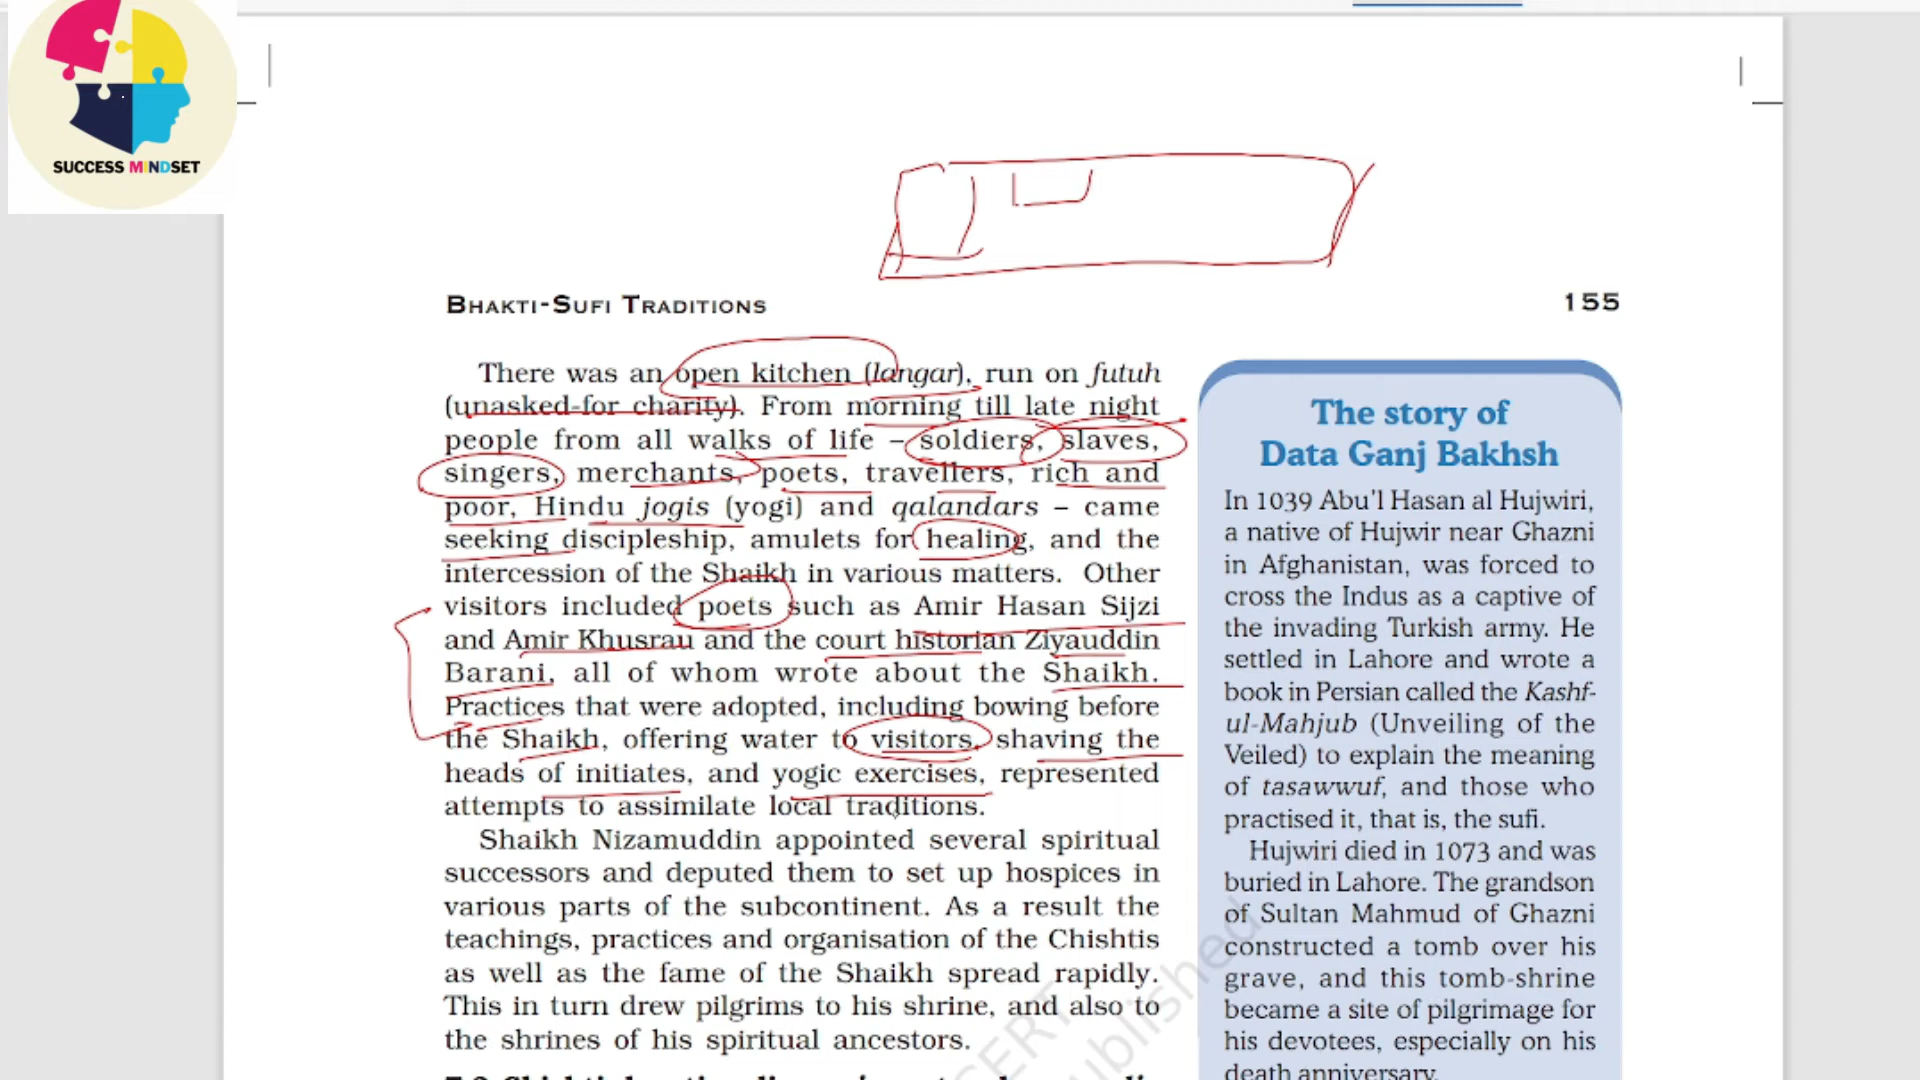 SUCCESS MINDSET
BHAKTI-SUFI TRADITIONS
155
There was an open kitchen (langar), run on futuh
(unasked-for charity). From morning till late night
people from all walks of life – soldiers, slaves,
singers, merchants, poets, travellers, rich and
poor, Hindu jogis (yogi) and qalandars – came
seeking discipleship, amulets for healing, and the
intercession of the Shaikh in various matters. Other
visitors included poets such as Amir Hasan Sijzi
and Amir Khusrau and the court historian Ziyauddin
Barani, all of whom wrote about the Shaikh.
Practices that were adopted, including bowing before
the Shaikh, offering water to visitors, shaving the
heads of initiates, and yogic exercises, represented
attempts to assimilate local traditions.
Shaikh Nizamuddin appointed several spiritual
successors and deputed them to set up hospices in
various parts of the subcontinent. As a result the
teachings, practices and organisation of the Chishtis
as well as the fame of the Shaikh spread rapidly.
This in turn drew pilgrims to his shrine, and also to
the shrines of his spiritual ancestors.
The story of
Data Ganj Bakhsh
In 1039 Abu'l Hasan al Hujwiri,
a native of Hujwir near Ghazni
in Afghanistan, was forced to
cross the Indus as a captive of
the invading Turkish army. He
settled in Lahore and wrote a
book in Persian called the Kashf-
ul-Mahjub (Unveiling of the
Veiled) to explain the meaning
of tasawwuf, and those who
practised it, that is, the sufi.
Hujwiri died in 1073 and was
buried in Lahore. The grandson
of Sultan Mahmud of Ghazni
constructed a tomb over his
grave, and this tomb-shrine
became a site of pilgrimage for
his devotees, especially on his
death anniversary.